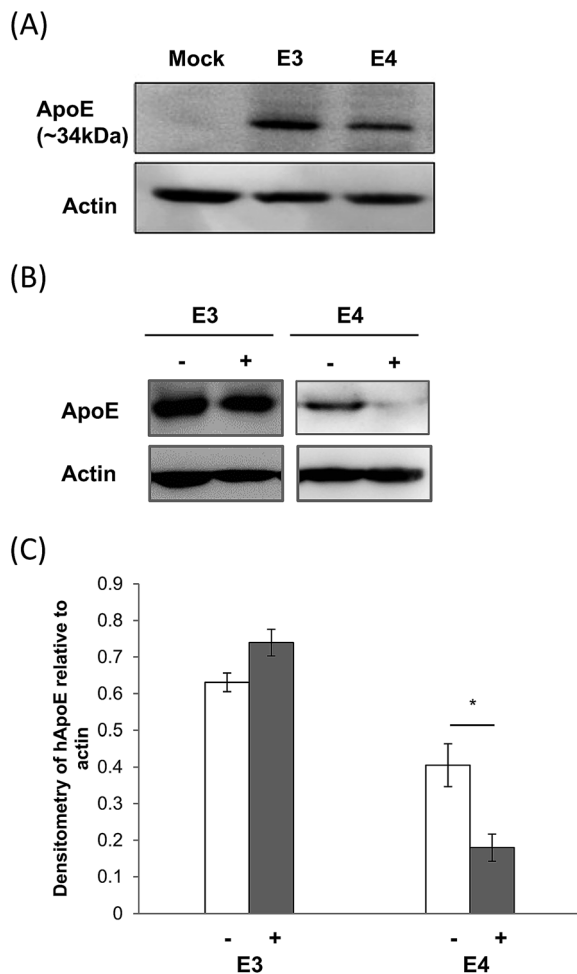 (A)
Mock E3 E4
ApoE
(~34kDa)
Actin
(B)
E3 E4
- + - +
ApoE
Actin
(C)
Densitometry of hApoE relative to
actin
0.9
0.8
0.7
0.6
0.5
0.4
0.3
0.2
0.1
0
*
- + - +
E3 E4